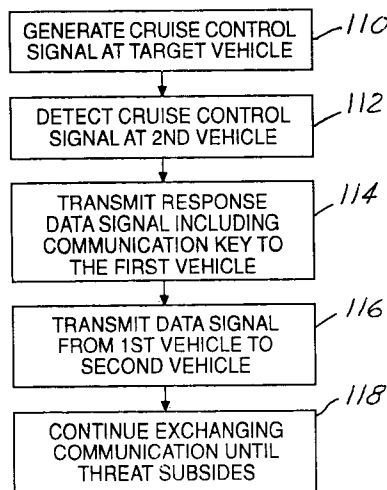 GENERATE CRUISE CONTROL
SIGNAL AT TARGET VEHICLE
110
DETECT CRUISE CONTROL
SIGNAL AT 2ND VEHICLE
112
TRANSMIT RESPONSE
DATA SIGNAL INCLUDING
COMMUNICATION KEY TO
THE FIRST VEHICLE
114
TRANSMIT DATA SIGNAL
FROM 1ST VEHICLE TO
SECOND VEHICLE
116
CONTINUE EXCHANGING
COMMUNICATION UNTIL
THREAT SUBSIDES
118